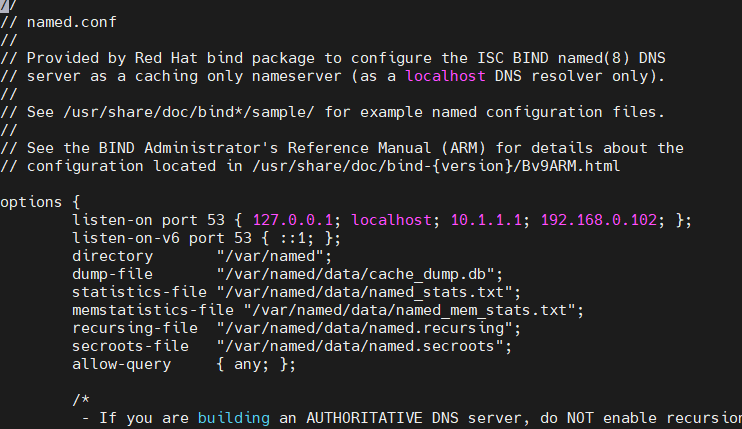 //
// named.conf
//
// Provided by Red Hat bind package to configure the ISC BIND named(8) DNS
// server as a caching only nameserver (as a localhost DNS resolver only).
//
// See /usr/share/doc/bind*/sample/ for example named configuration files.
//
// See the BIND Administrator's Reference Manual (ARM) for details about the
// configuration located in /usr/share/doc/bind-{version}/Bv9ARM.html

options {
        listen-on port 53 { 127.0.0.1; localhost; 10.1.1.1; 192.168.0.102; };
        listen-on-v6 port 53 { ::1; };
        directory       "/var/named";
        dump-file       "/var/named/data/cache_dump.db";
        statistics-file "/var/named/data/named_stats.txt";
        memstatistics-file "/var/named/data/named_mem_stats.txt";
        recursing-file  "/var/named/data/named.recursing";
        secroots-file   "/var/named/data/named.secroots";
        allow-query     { any; };

        /*
         - If you are building an AUTHORITATIVE DNS server, do NOT enable recursion